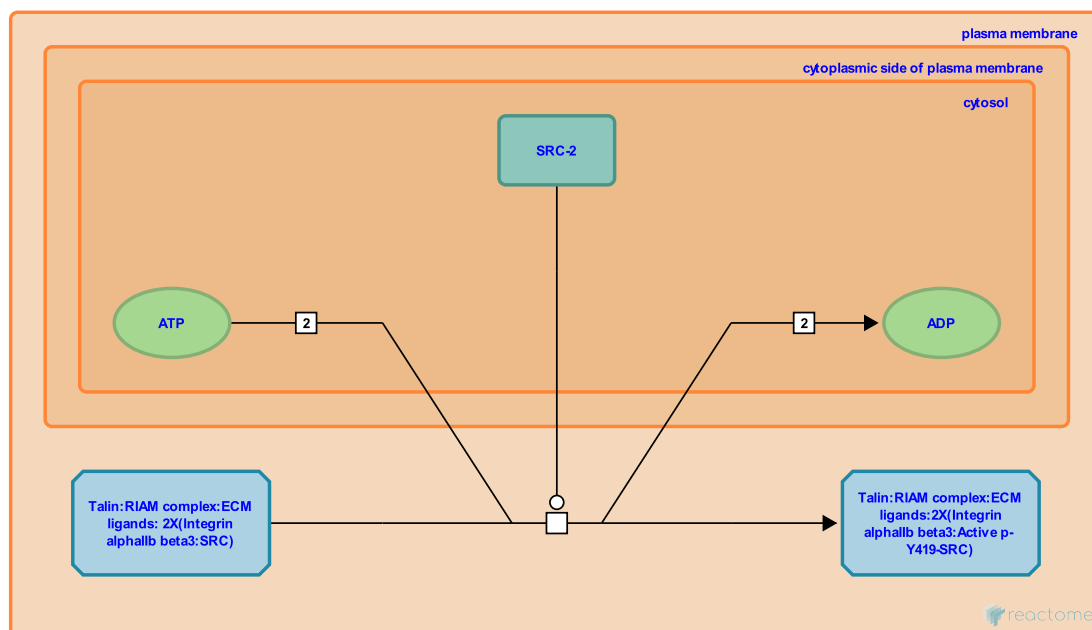 plasma membrane
cytoplasmic side of plasma membrane
cytosol
SRC-2
ATP
2
2
ADP
Talin:RIAM complex:ECM
ligands: 2X(Integrin
alphaIIb beta3:SRC)
Talin:RIAM complex:ECM
ligands:2X(Integrin
alphaIIb beta3:Active p-
Y419-SRC)
reactome